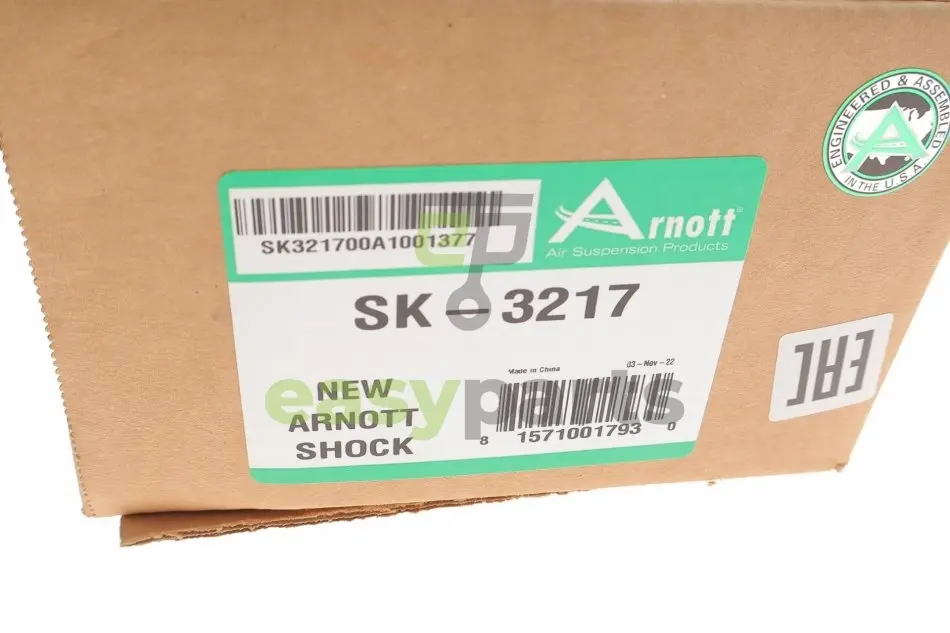 ENGINEERED & ASSEMBLED
IN THE U.S.A
SK321700A1001377
Arnott®
Air Suspension Products
SK-3217
Made in China
03-Nov-22
NEW
ARNOTT
SHOCK
8 1571001793 0
EAC
easyparts